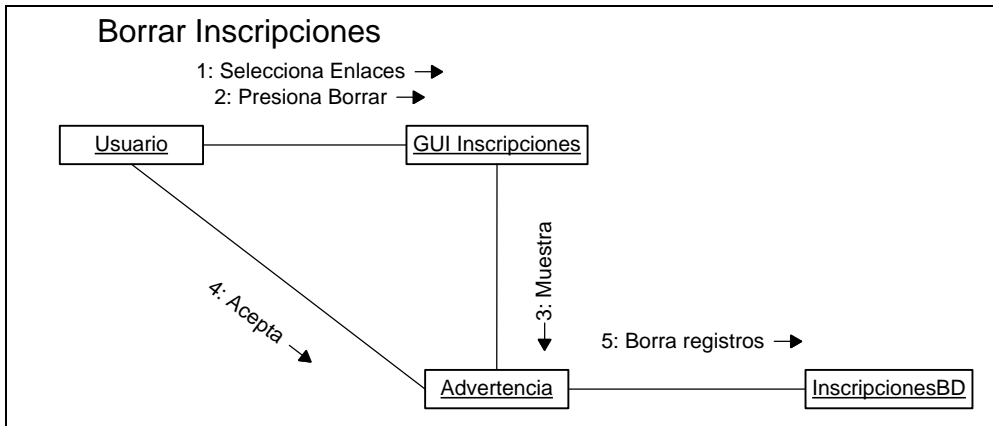 Borrar Inscripciones
1: Selecciona Enlaces
2: Presiona Borrar
Usuario
GUI Inscripciones
4: Acepta
3: Muestra
5: Borra registros
Advertencia
InscripcionesBD